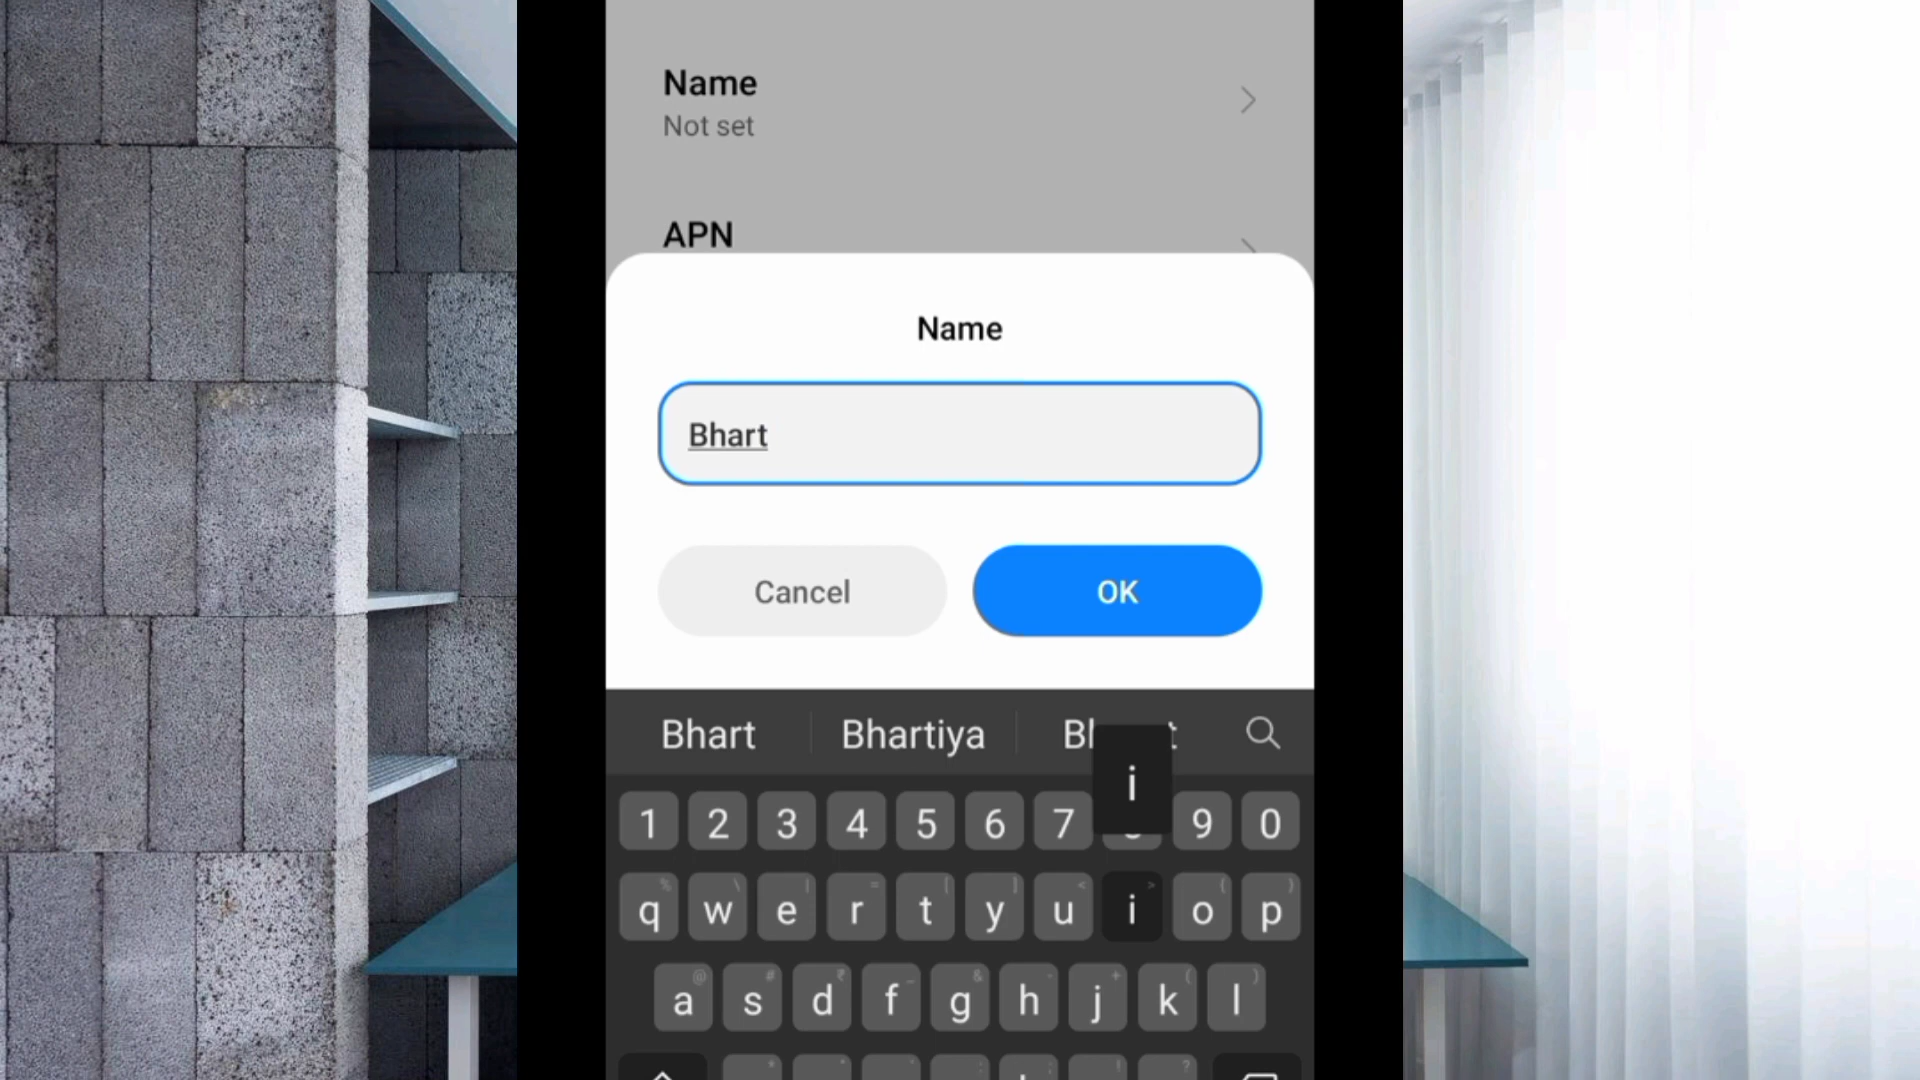 Name
Not set
APN
Name
Bhart
Cancel OK
Bhart Bhartiya
i
1 2 3 4 5 6 7 9 0
q w e r t y u i o p
a s d f g h j k l